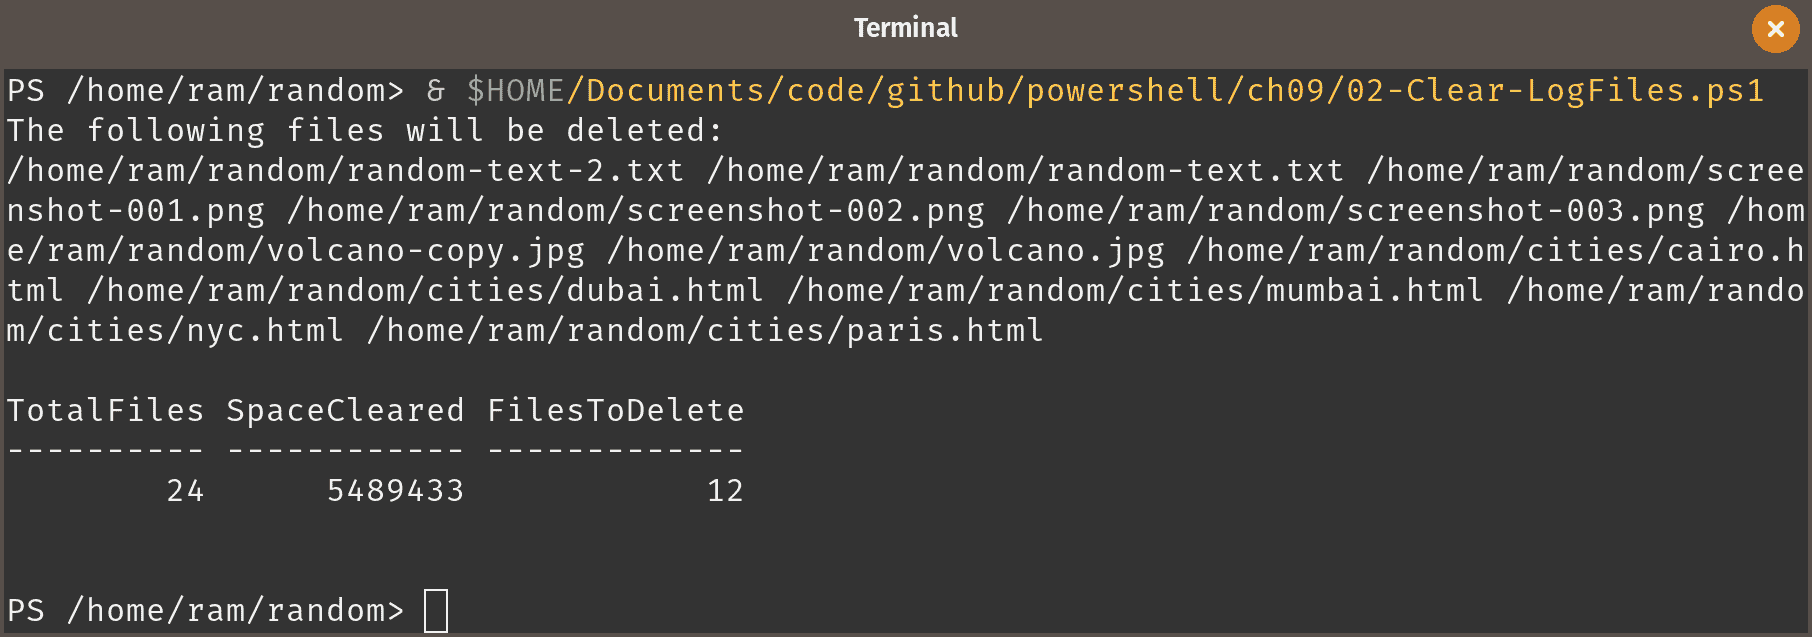 Terminal
PS /home/ram/random> & $HOME/Documents/code/github/powershell/ch09/02-Clear-LogFiles.ps1
The following files will be deleted:
/home/ram/random/random-text-2.txt /home/ram/random/random-text.txt /home/ram/random/scree
nshot-001.png /home/ram/random/screenshot-002.png /home/ram/random/screenshot-003.png /hom
e/ram/random/volcano-copy.jpg /home/ram/random/volcano.jpg /home/ram/random/cities/cairo.h
tml /home/ram/random/cities/dubai.html /home/ram/random/cities/mumbai.html /home/ram/rando
m/cities/nyc.html /home/ram/random/cities/paris.html
TotalFiles SpaceCleared FilesToDelete
---------- ------------ -------------
24 5489433 12
PS /home/ram/random>